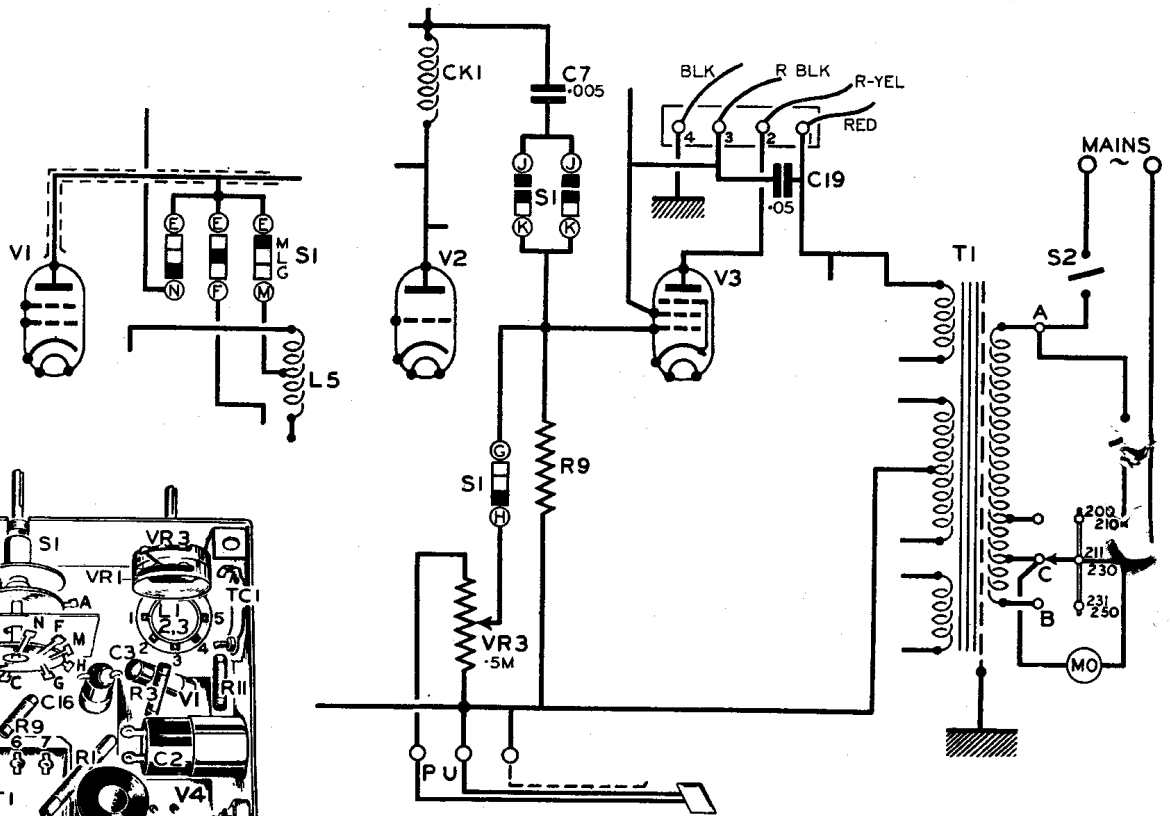 CK1
C7
.005
BLK
R BLK
R-YEL
RED
4
3
2
1
C19
.05
MAINS
~
S2
V1
E
E
E
M
L
G
S1
N
F
M
L5
J
J
S1
K
K
V2
V3
T1
A
G
S1
H
R9
200
210
211
230
231
250
C
B
MO
VR3
.5M
PU
S1
VR3
VR1
TC1
A
L1
2,3
1
5
2
3
4
N
F
M
H
C
G
C3
C16
R3
V1
R11
R9
6
7
R1
C2
V4
T1